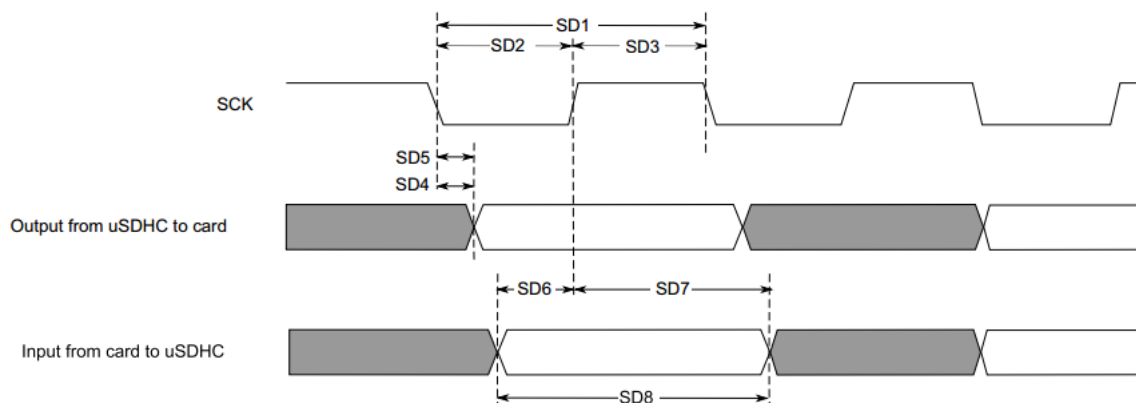 SD1
SD2
SD3
SCK
SD5
SD4
Output from uSDHC to card
SD6
SD7
Input from card to uSDHC
SD8